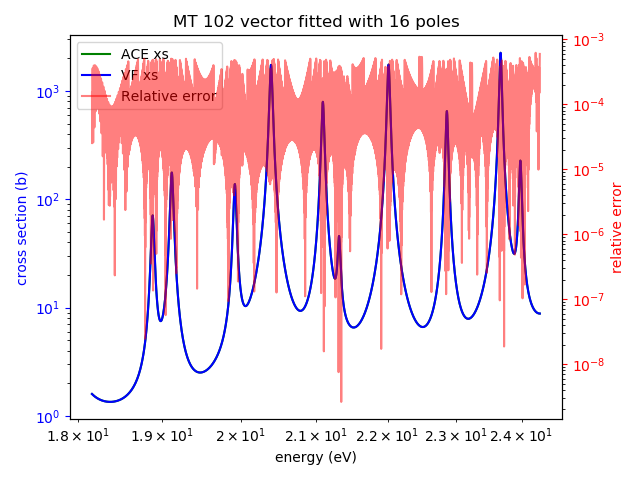 MT 102 vector fitted with 16 poles
ACE xs
VF xs
Relative error
cross section (b)
10³
10²
10¹
10⁰
10⁻³
10⁻⁴
10⁻⁵
10⁻⁶
10⁻⁷
10⁻⁸
relative error
1.8 × 10¹ 1.9 × 10¹ 2 × 10¹ 2.1 × 10¹ 2.2 × 10¹ 2.3 × 10¹ 2.4 × 10¹
energy (eV)